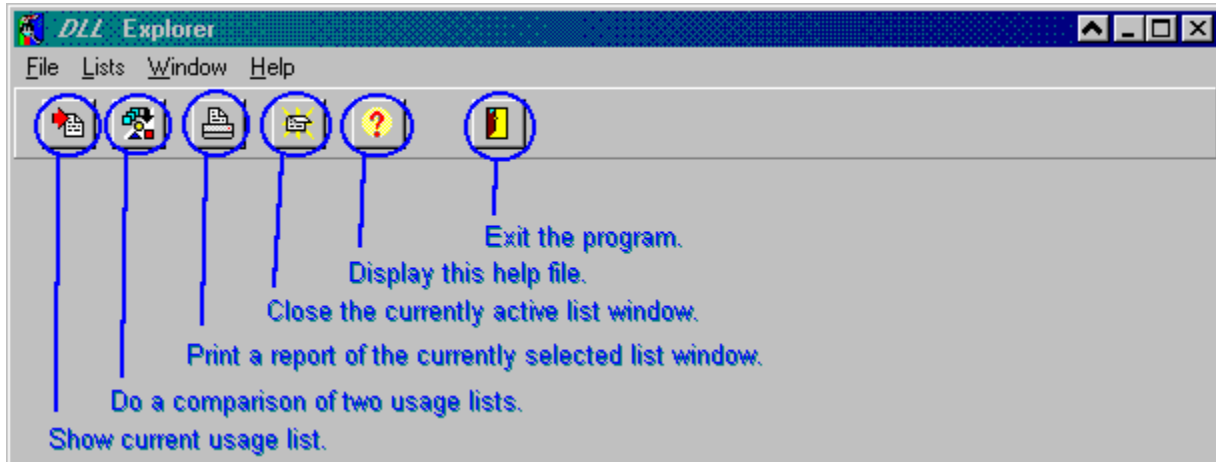 DLL Explorer
File Lists Window Help
?
Exit the program.
Display this help file.
Close the currently active list window.
Print a report of the currently selected list window.
Do a comparison of two usage lists.
Show current usage list.